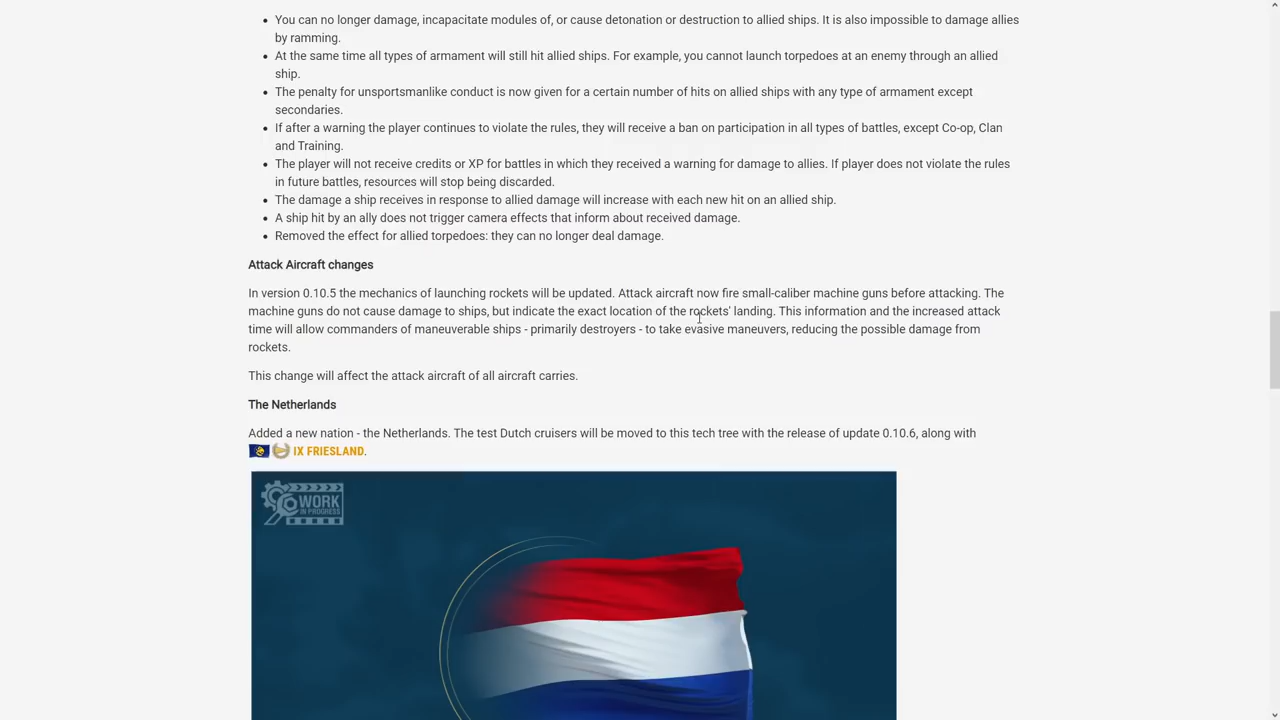 You can no longer damage, incapacitate modules of, or cause detonation or destruction to allied ships. It is also impossible to damage allies
by ramming.
At the same time all types of armament will still hit allied ships. For example, you cannot launch torpedoes at an enemy through an allied
ship.
The penalty for unsportsmanlike conduct is now given for a certain number of hits on allied ships with any type of armament except
secondaries.
If after a warning the player continues to violate the rules, they will receive a ban on participation in all types of battles, except Co-op, Clan
and Training.
The player will not receive credits or XP for battles in which they received a warning for damage to allies. If player does not violate the rules
in future battles, resources will stop being discarded.
The damage a ship receives in response to allied damage will increase with each new hit on an allied ship.
A ship hit by an ally does not trigger camera effects that inform about received damage.
Removed the effect for allied torpedoes: they can no longer deal damage.
Attack Aircraft changes
In version 0.10.5 the mechanics of launching rockets will be updated. Attack aircraft now fire small-caliber machine guns before attacking. The
machine guns do not cause damage to ships, but indicate the exact location of the rockets' landing. This information and the increased attack
time will allow commanders of maneuverable ships - primarily destroyers - to take evasive maneuvers, reducing the possible damage from
rockets.
This change will affect the attack aircraft of all aircraft carries.
The Netherlands
Added a new nation - the Netherlands. The test Dutch cruisers will be moved to this tech tree with the release of update 0.10.6, along with
IX FRIESLAND.
WORK
IN PROGRESS